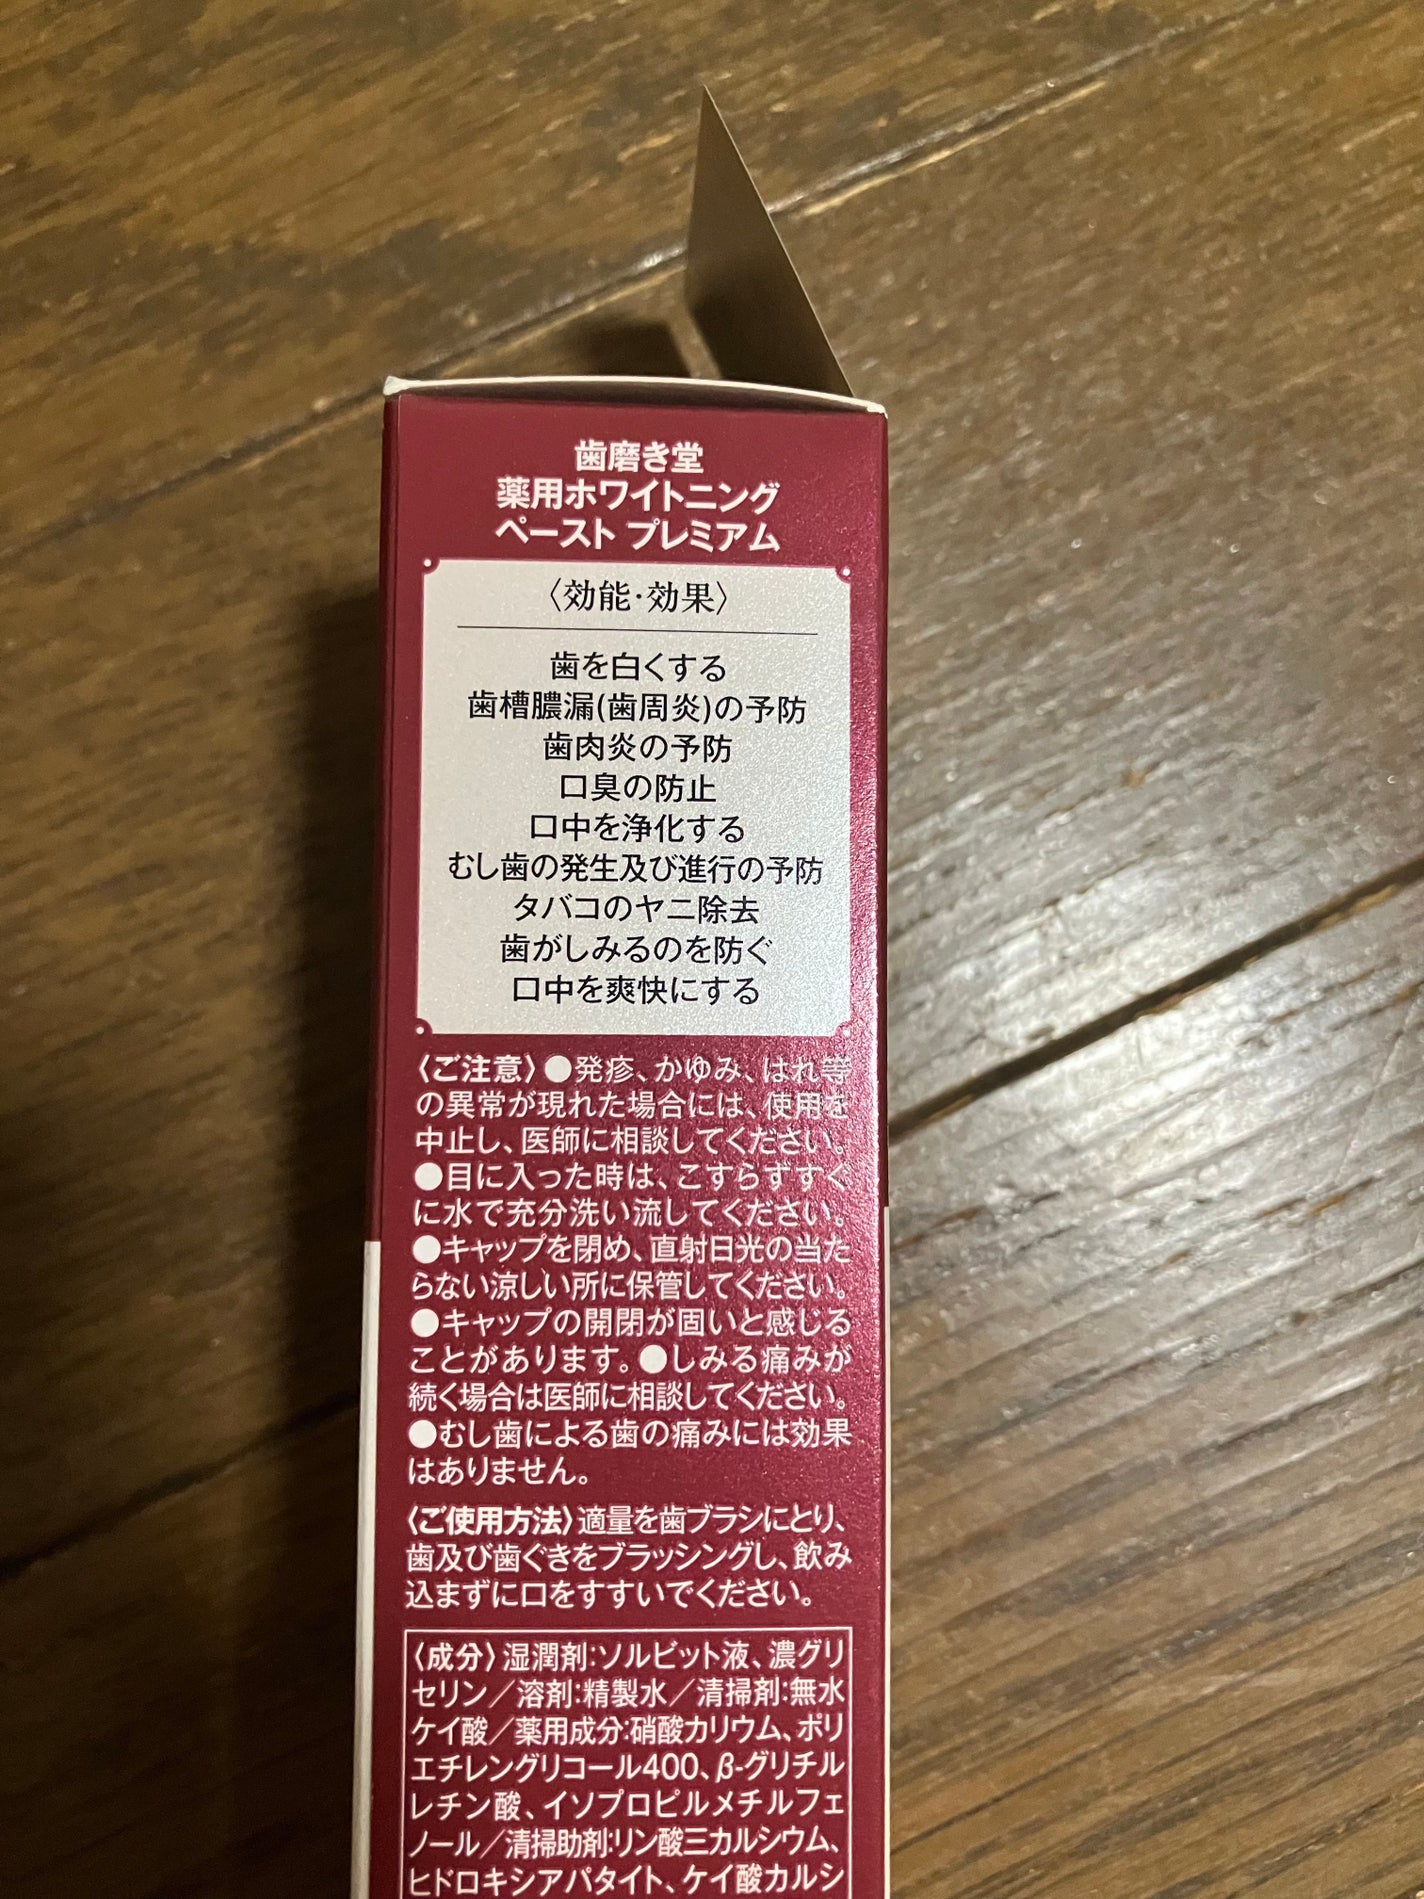 歯磨き堂
薬用ホワイトニング
ペースト プレミアム
〈効能・効果〉
歯を白くする
歯槽膿漏(歯周炎)の予防
歯肉炎の予防
口臭の防止
口中を浄化する
むし歯の発生及び進行の予防
タバコのヤニ除去
歯がしみるのを防ぐ
口中を爽快にする
〈ご注意〉●発疹、かゆみ、はれ等
の異常が現れた場合には、使用を
中止し、医師に相談してください。
●目に入った時は、こすらずすぐ
に水で充分洗い流してください。
●キャップを閉め、直射日光の当た
らない涼しい所に保管してください。
●キャップの開閉が固いと感じる
ことがあります。●しみる痛みが
続く場合は医師に相談してください。
●むし歯による歯の痛みには効果
はありません。
〈ご使用方法〉適量を歯ブラシにとり、
歯及び歯ぐきをブラッシングし、飲み
込まずに口をすすいでください。
〈成分〉湿潤剤:ソルビット液、濃グリ
セリン／溶剤:精製水／清掃剤:無水
ケイ酸／薬用成分:硝酸カリウム、ポリ
エチレングリコール400、β-グリチル
レチン酸、イソプロピルメチルフェ
ノール／清掃助剤:リン酸三カルシウム、
ヒドロキシアパタイト、ケイ酸カルシ